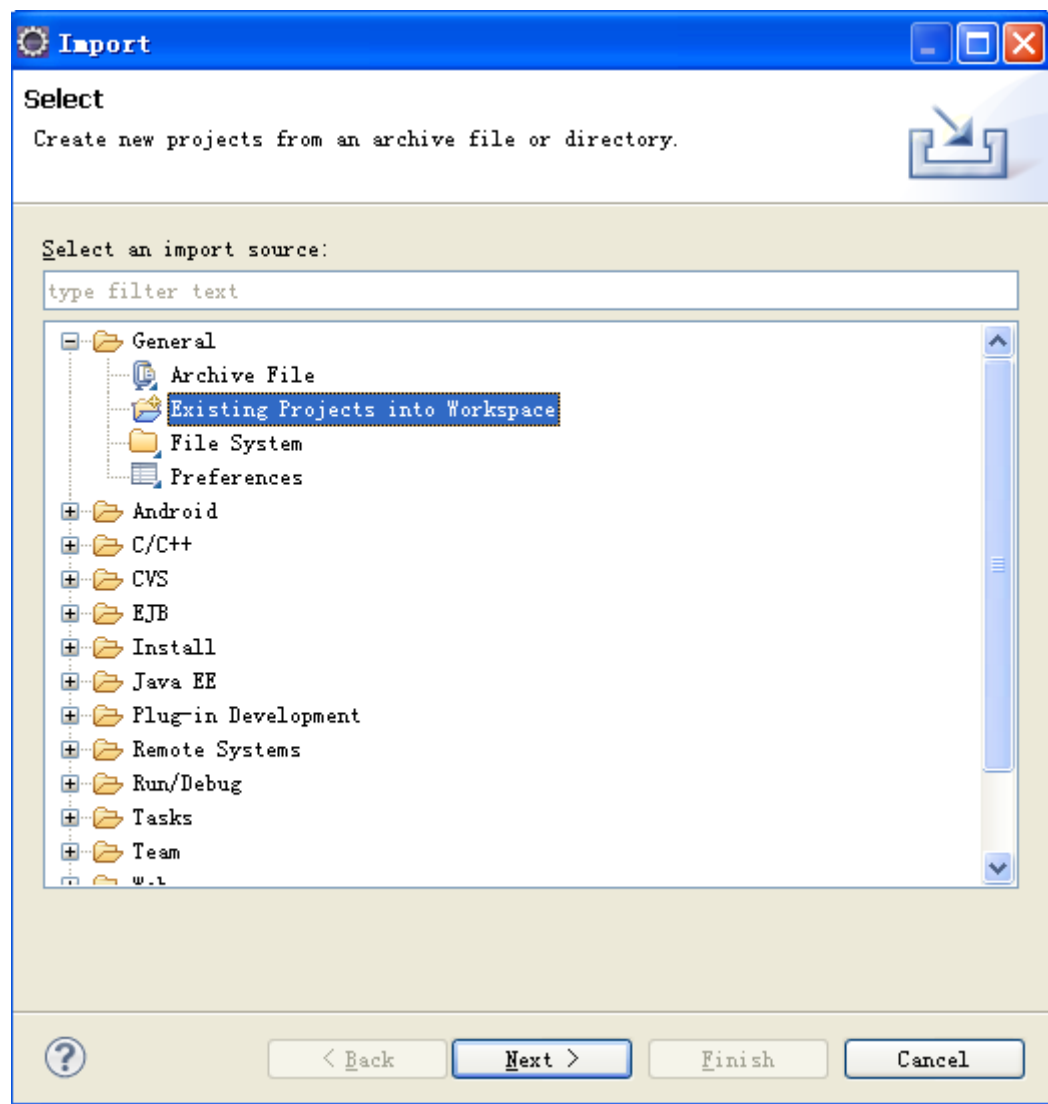 Import
Select
Create new projects from an archive file or directory.
Select an import source:
type filter text
General
Archive File
Existing Projects into Workspace
File System
Preferences
Android
C/C++
CVS
EJB
Install
Java EE
Plug-in Development
Remote Systems
Run/Debug
Tasks
Team
?
< Back
Next >
Finish
Cancel